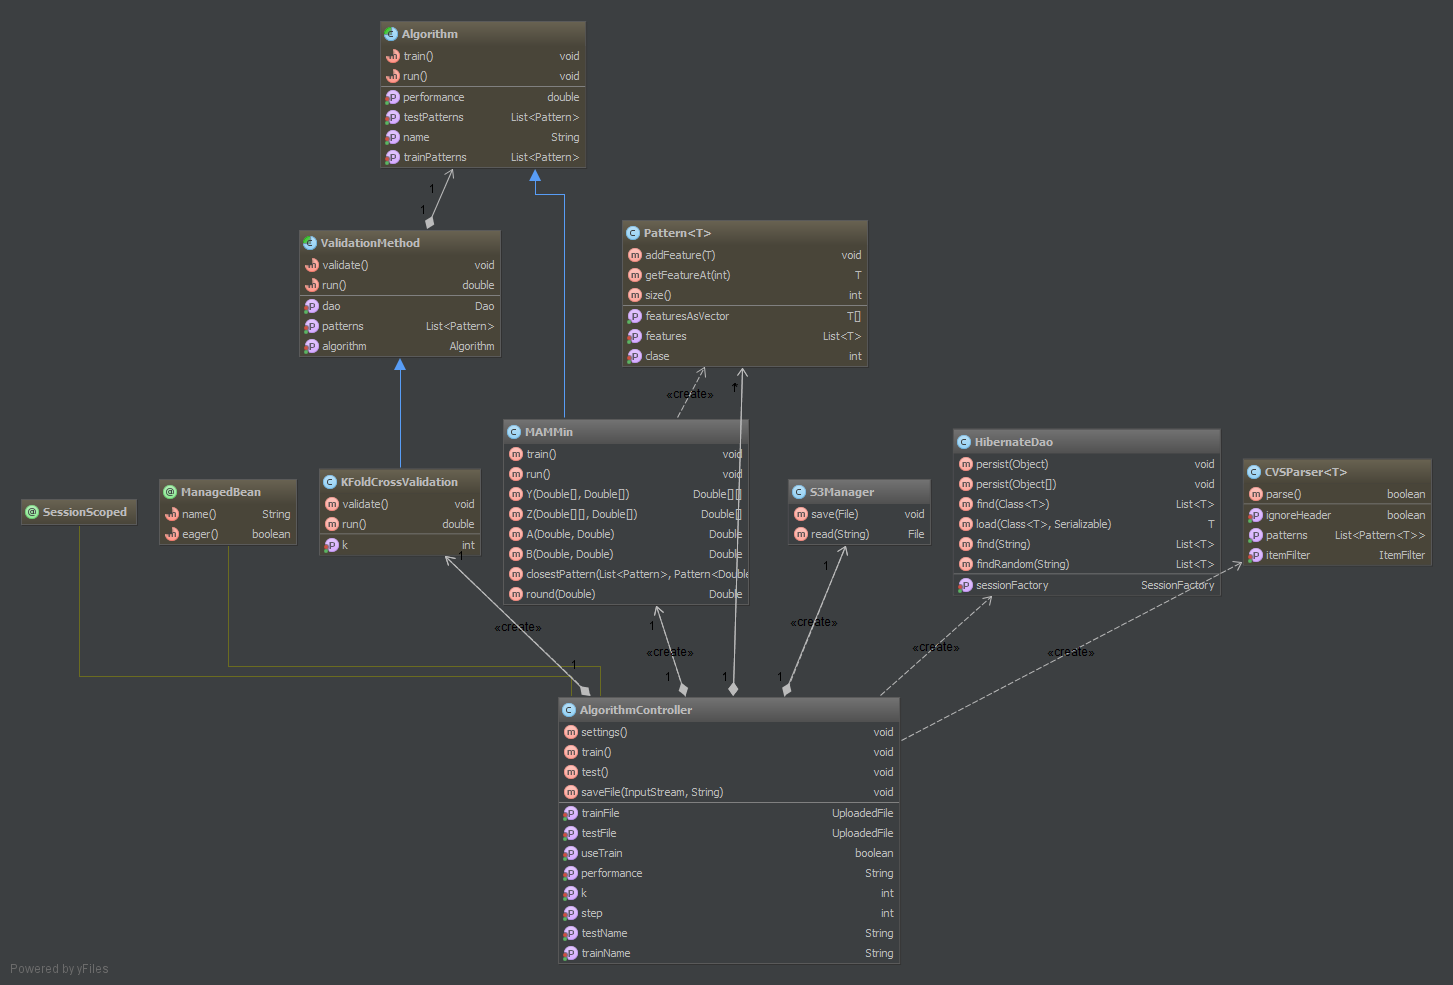 Algorithm
train() void
run() void
performance double
testPatterns List<Pattern>
name String
trainPatterns List<Pattern>
1
1
ValidationMethod
validate() void
run() double
dao Dao
patterns List<Pattern>
algorithm Algorithm
Pattern<T>
addFeature(T) void
getFeatureAt(int) T
size() int
featuresAsVector T[]
features List<T>
clase int
«create»
*
MAMMin
train() void
run() void
Y(Double[], Double[]) Double[][]
Z(Double[][], Double[]) Double[]
A(Double, Double) Double
B(Double, Double) Double
closestPattern(List<Pattern>, Pattern<Double
round(Double) Double
SessionScoped
ManagedBean
name() String
eager() boolean
KFoldCrossValidation
validate() void
run() double
k int
1
S3Manager
save(File) void
read(String) File
HibernateDao
persist(Object) void
persist(Object[]) void
find(Class<T>) List<T>
load(Class<T>, Serializable) T
find(String) List<T>
findRandom(String) List<T>
sessionFactory SessionFactory
CVSParser<T>
parse() boolean
ignoreHeader boolean
patterns List<Pattern<T>>
itemFilter ItemFilter
1
«create»
1
«create»
«create»
«create»
«create»
1
1
1
1
AlgorithmController
settings() void
train() void
test() void
saveFile(InputStream, String) void
trainFile UploadedFile
testFile UploadedFile
useTrain boolean
performance String
k int
step int
testName String
trainName String
Powered by yFiles